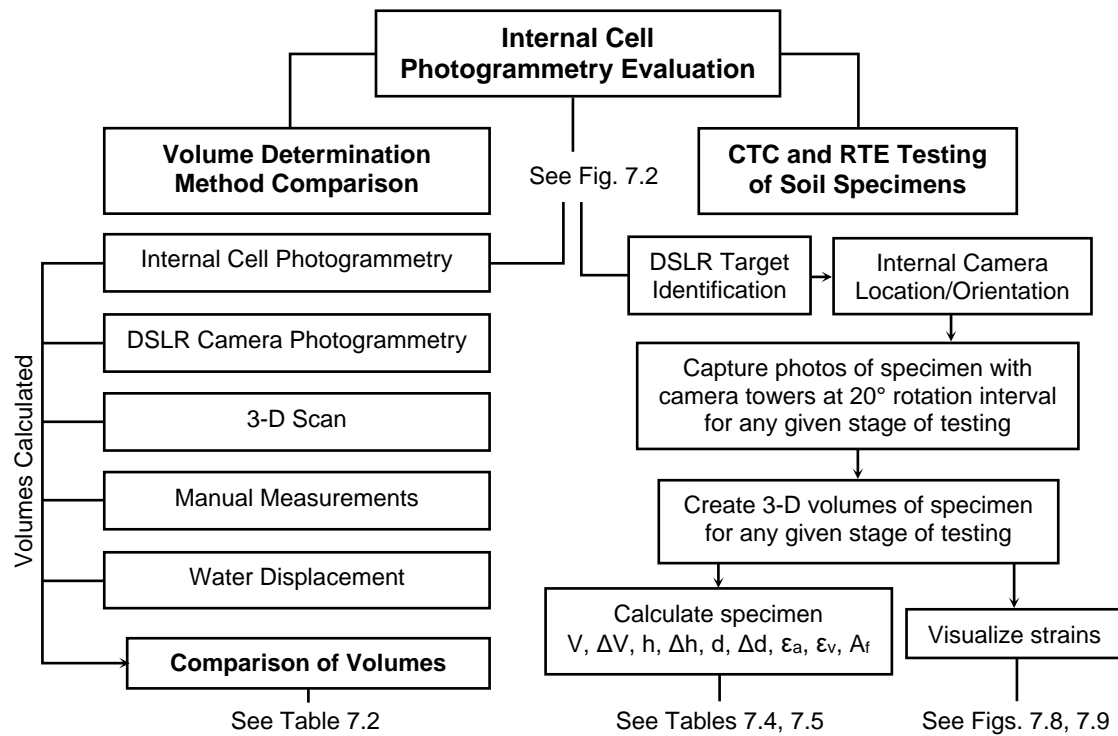 Internal Cell
Photogrammetry Evaluation
Volume Determination
Method Comparison
See Fig. 7.2
CTC and RTE Testing
of Soil Specimens
Volumes Calculated
Internal Cell Photogrammetry
DSLR Camera Photogrammetry
3-D Scan
Manual Measurements
Water Displacement
Comparison of Volumes
See Table 7.2
DSLR Target
Identification
Internal Camera
Location/Orientation
Capture photos of specimen with
camera towers at 20° rotation interval
for any given stage of testing
Create 3-D volumes of specimen
for any given stage of testing
Calculate specimen
V, ΔV, h, Δh, d, Δd, εₐ, εᵥ, A_f
See Tables 7.4, 7.5
Visualize strains
See Figs. 7.8, 7.9